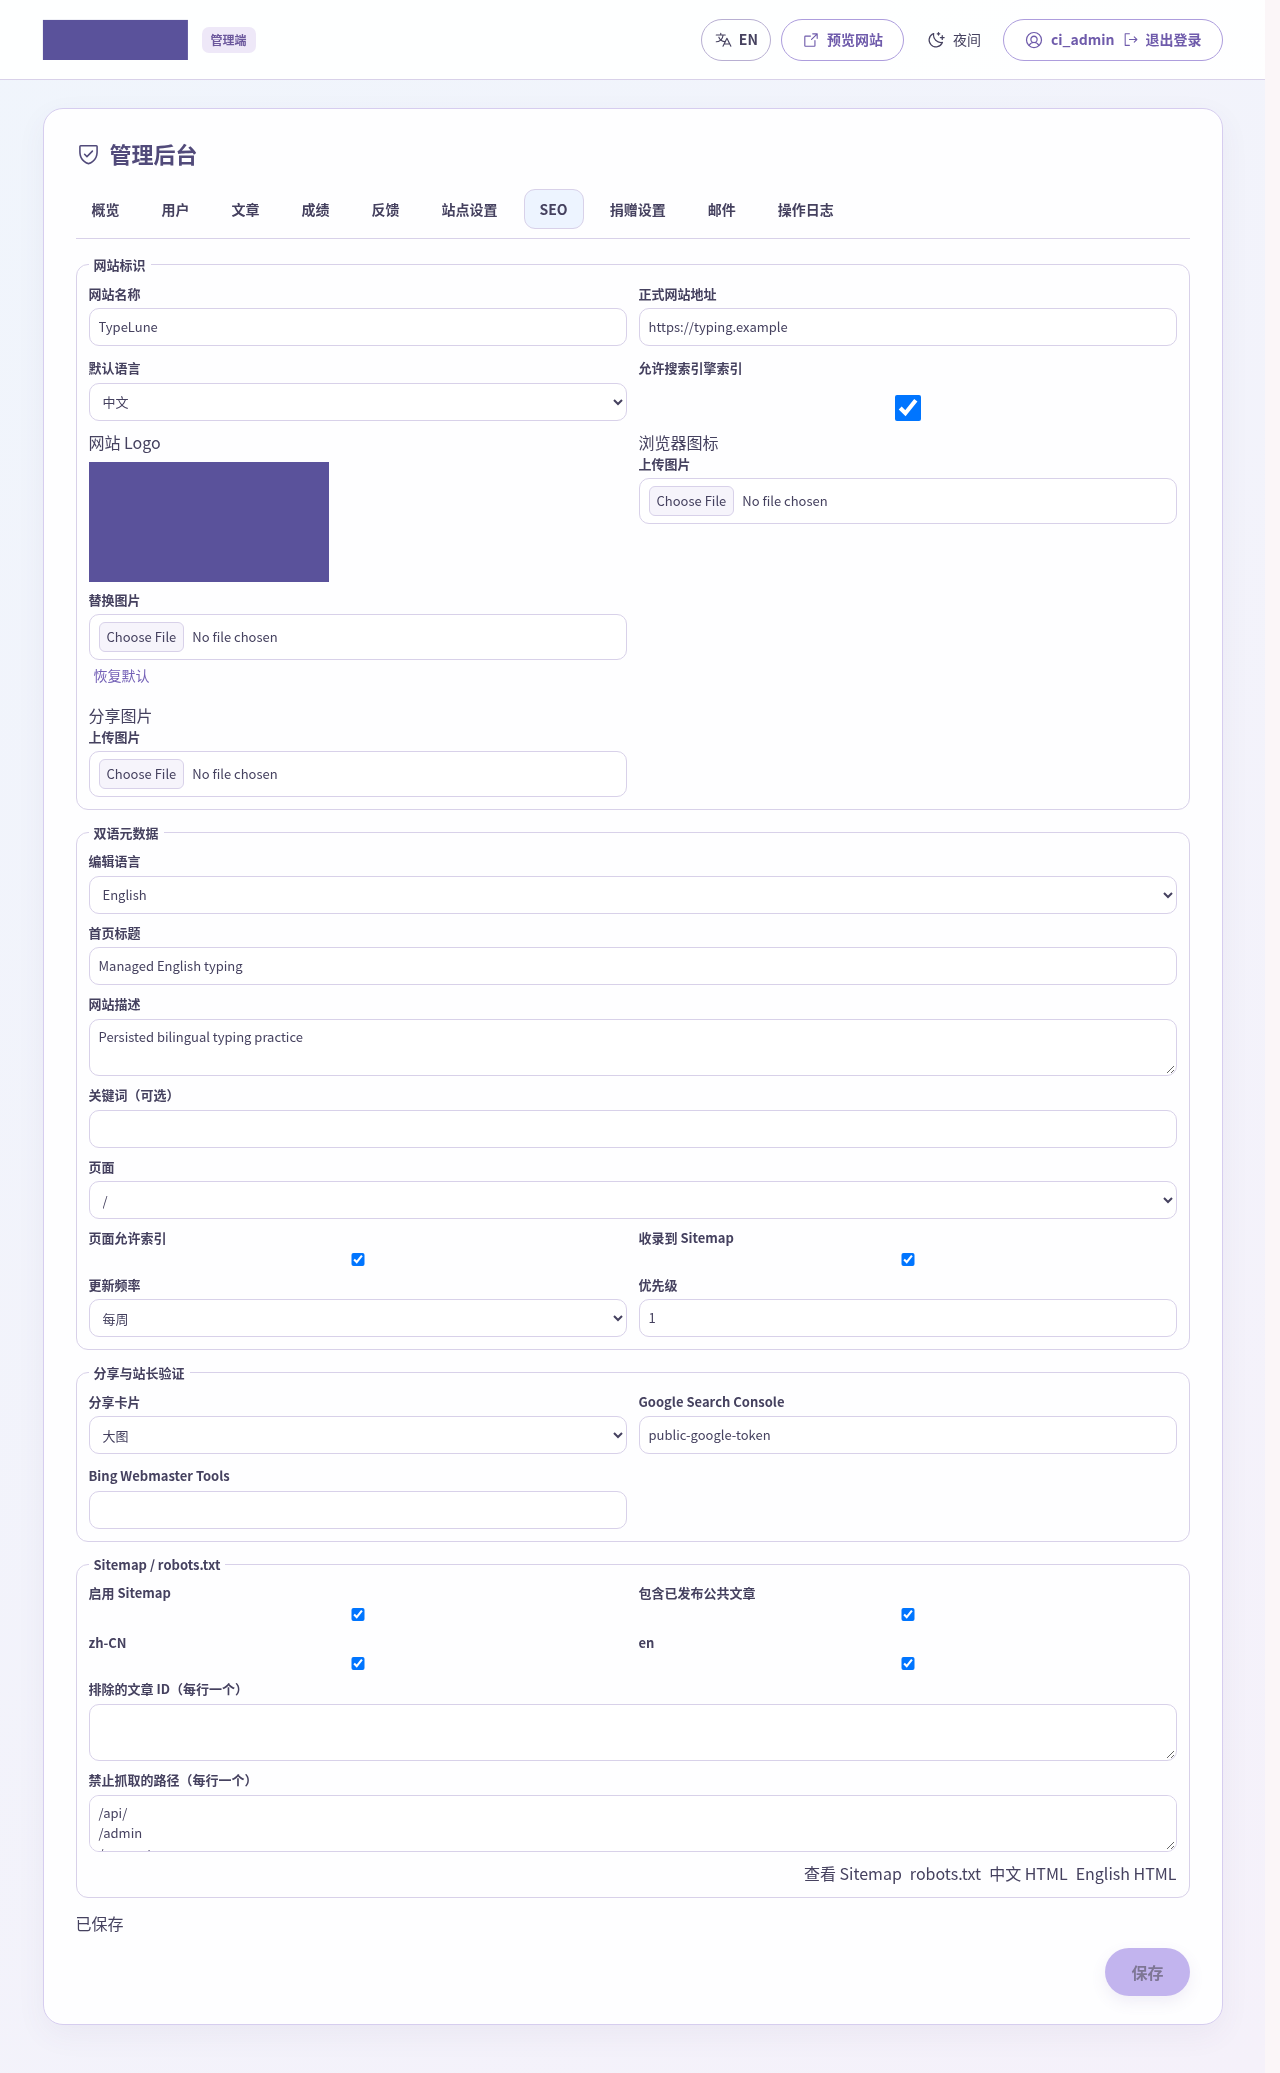 管理端
EN
预览网站
夜间
ci_admin 退出登录
管理后台
概览 用户 文章 成绩 反馈 站点设置 SEO 捐赠设置 邮件 操作日志
网站标识
网站名称
TypeLune
正式网站地址
https://typing.example
默认语言
中文
允许搜索引擎索引
网站 Logo
替换图片
Choose File No file chosen
恢复默认
浏览器图标
上传图片
Choose File No file chosen
分享图片
上传图片
Choose File No file chosen
双语元数据
编辑语言
English
首页标题
Managed English typing
网站描述
Persisted bilingual typing practice
关键词（可选）
页面
/
页面允许索引
收录到 Sitemap
更新频率
每周
优先级
1
分享与站长验证
分享卡片
大图
Google Search Console
public-google-token
Bing Webmaster Tools
Sitemap / robots.txt
启用 Sitemap
包含已发布公共文章
zh-CN
en
排除的文章 ID（每行一个）
禁止抓取的路径（每行一个）
/api/
/admin
查看 Sitemap robots.txt 中文 HTML English HTML
已保存
保存